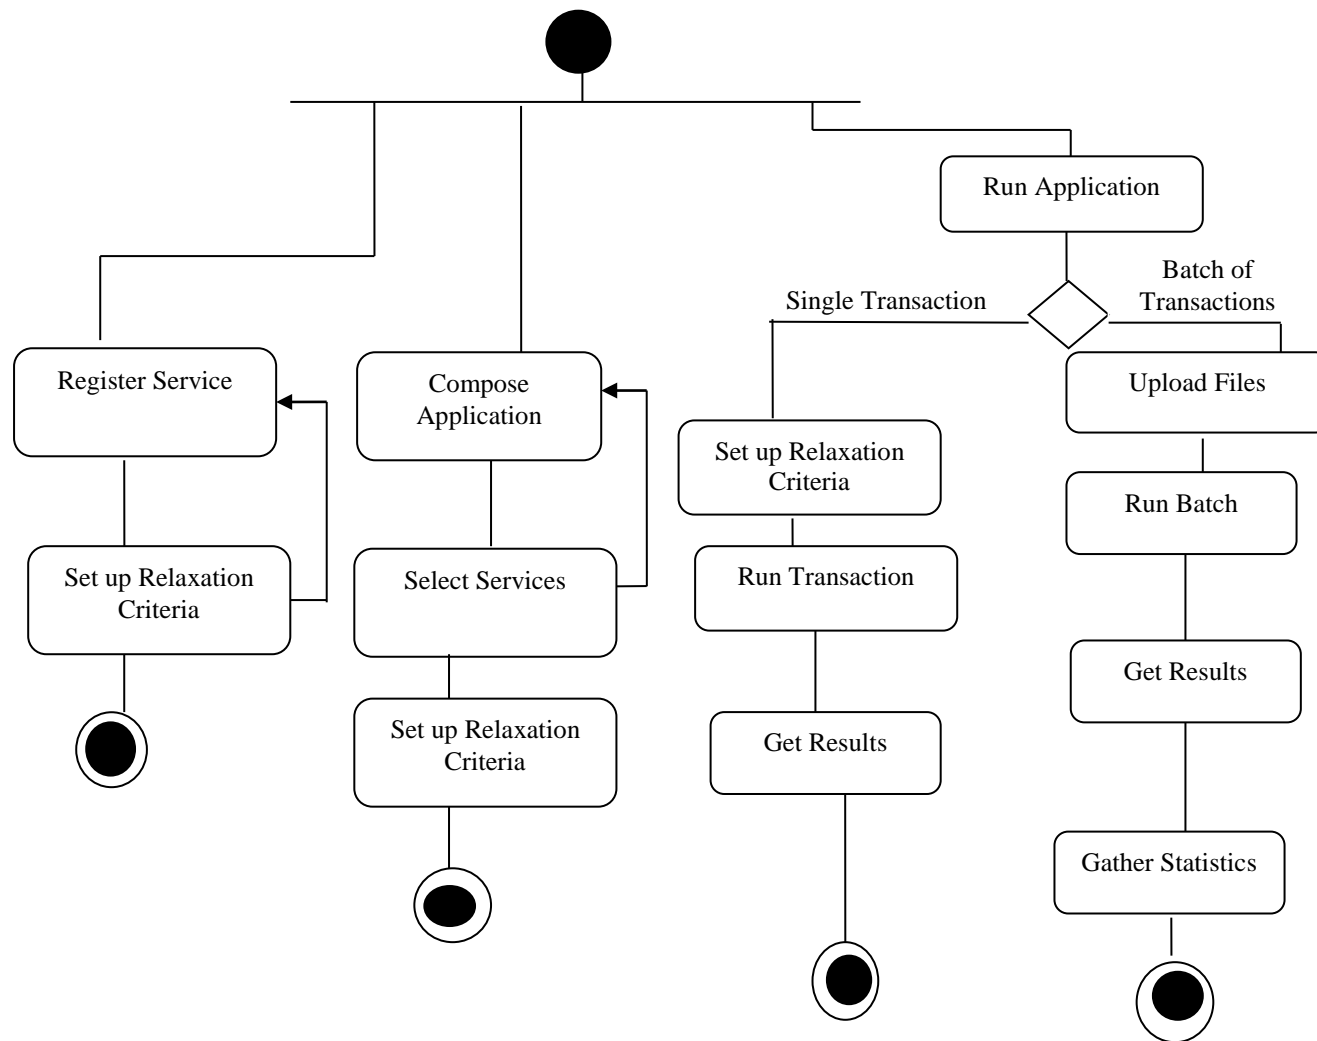 Run Application
Batch of
Transactions
Single Transaction
Register Service
Compose
Application
Upload Files
Set up Relaxation
Criteria
Run Batch
Set up Relaxation
Criteria
Select Services
Run Transaction
Get Results
Set up Relaxation
Criteria
Get Results
Gather Statistics